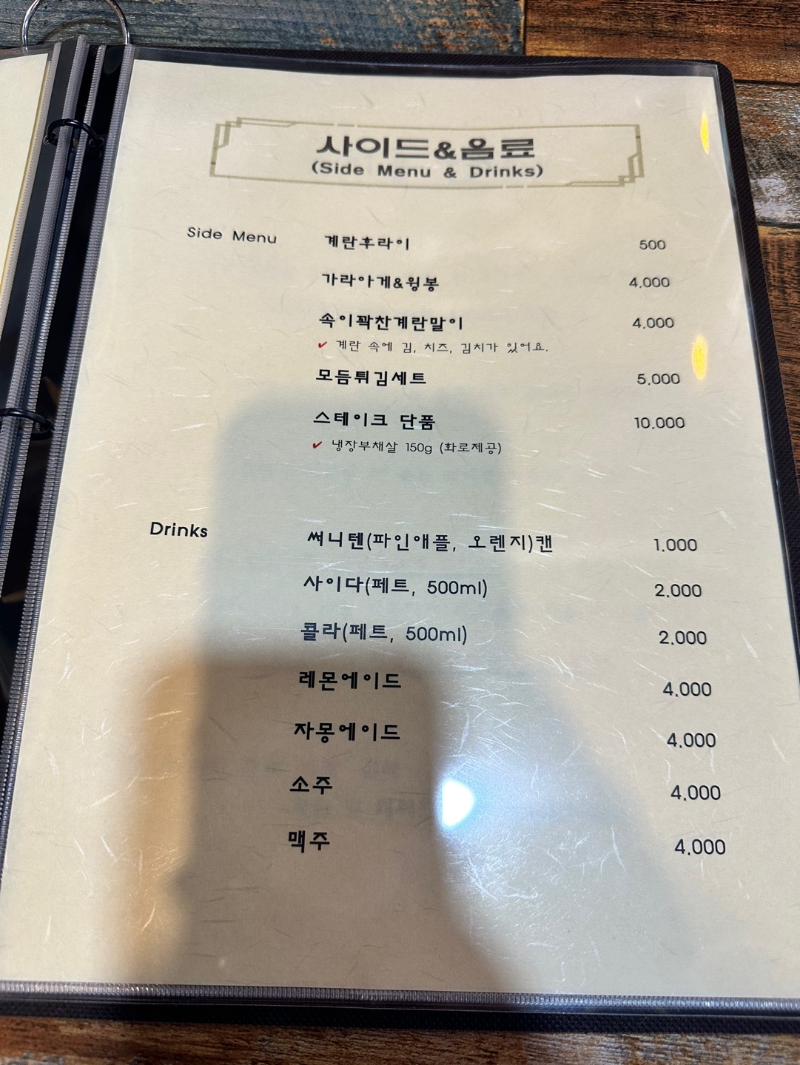 사이드&음료
(Side Menu & Drinks)
Side Menu 계란후라이 500
가라아게&윙봉 4,000
속이꽉찬계란말이 4,000
✔ 계란 속에 김, 치즈, 김치가 있어요.
모듬튀김세트 5,000
스테이크 단품 10,000
✔ 냉장부채살 150g (화로제공)
Drinks 써니텐(파인애플, 오렌지)캔 1,000
사이다(페트, 500ml) 2,000
콜라(페트, 500ml) 2,000
레몬에이드 4,000
자몽에이드 4,000
소주 4,000
맥주 4,000